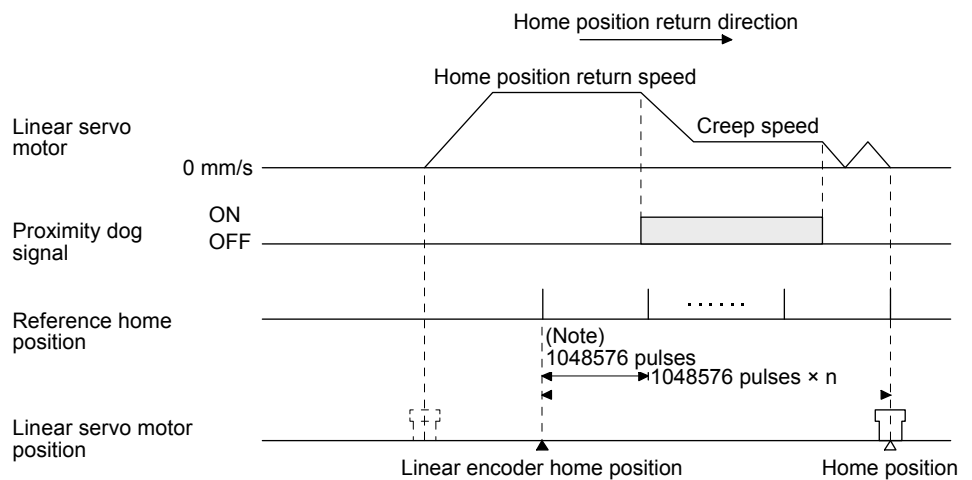 Home position return direction
Home position return speed
Linear servo
motor
Creep speed
0 mm/s
Proximity dog
signal
ON
OFF
Reference home
position
(Note)
1048576 pulses
1048576 pulses × n
Linear servo motor
position
Linear encoder home position
Home position